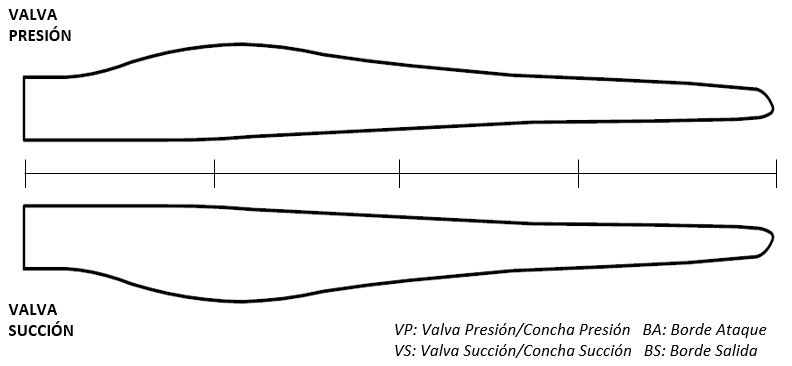 VALVA
PRESIÓN
VALVA
SUCCIÓN
VP: Valva Presión/Concha Presión BA: Borde Ataque
VS: Valva Succión/Concha Succión BS: Borde Salida